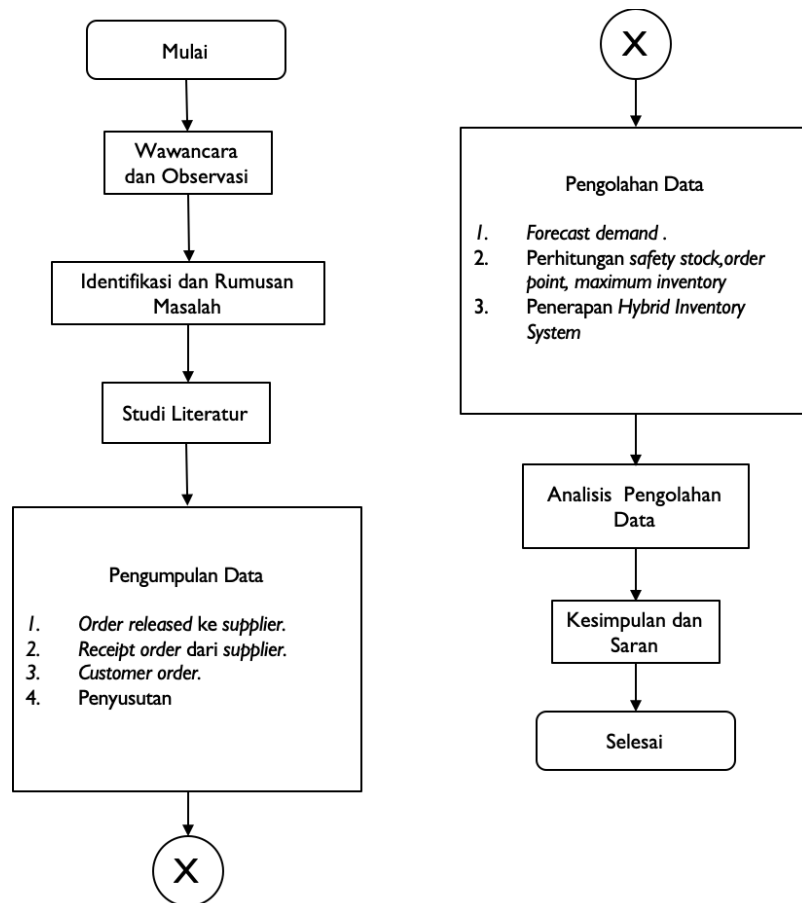 Mulai
Wawancara
dan Observasi
Identifikasi dan Rumusan
Masalah
Studi Literatur
Pengumpulan Data
1. Order released ke supplier.
2. Receipt order dari supplier.
3. Customer order.
4. Penyusutan
X
X
Pengolahan Data
1. Forecast demand .
2. Perhitungan safety stock,order
point, maximum inventory
3. Penerapan Hybrid Inventory
System
Analisis Pengolahan
Data
Kesimpulan dan
Saran
Selesai